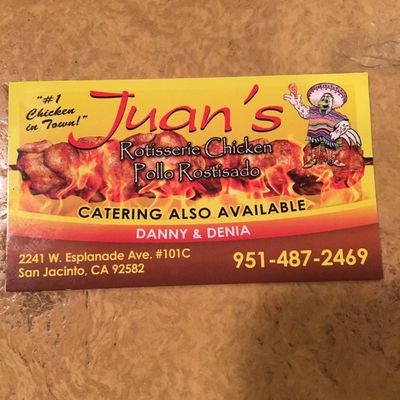 "#1
Chicken
in Town!"
Juan's
Rotisserie Chicken
Pollo Rostisado
CATERING ALSO AVAILABLE
DANNY & DENIA
2241 W. Esplanade Ave. #101C
San Jacinto, CA 92582
951-487-2469